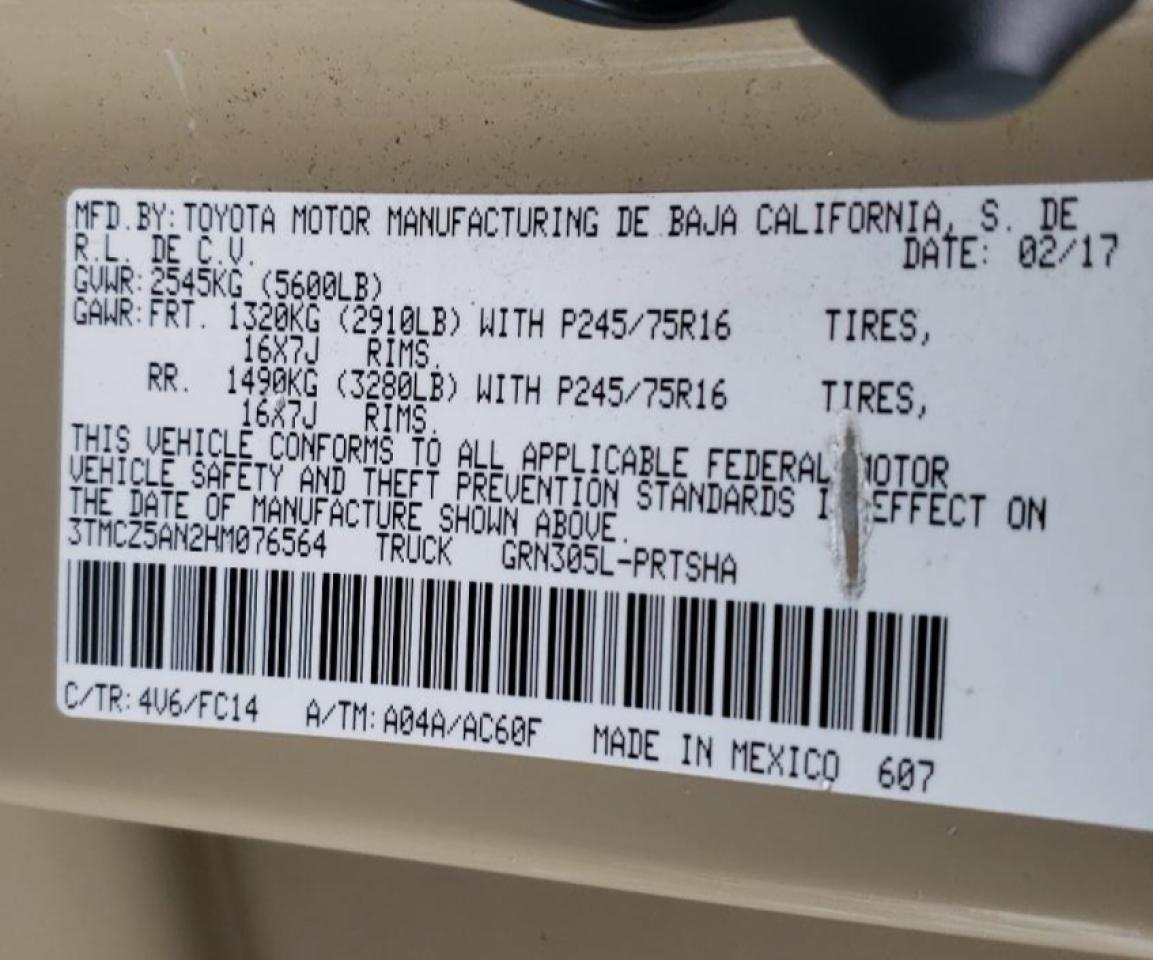 MFD.BY:TOYOTA MOTOR MANUFACTURING DE BAJA CALIFORNIA, S. DE
R.L. DE C.V. DATE: 02/17
GVWR:2545KG (5600LB)
GAWR:FRT. 1320KG (2910LB) WITH P245/75R16 TIRES,
16X7J RIMS.
RR. 1490KG (3280LB) WITH P245/75R16 TIRES,
16X7J RIMS.
THIS VEHICLE CONFORMS TO ALL APPLICABLE FEDERAL MOTOR
VEHICLE SAFETY AND THEFT PREVENTION STANDARDS IN EFFECT ON
THE DATE OF MANUFACTURE SHOWN ABOVE.
3TMCZ5AN2HM076564 TRUCK GRN305L-PRTSHA
C/TR:4V6/FC14 A/TM:A04A/AC60F MADE IN MEXICO 607